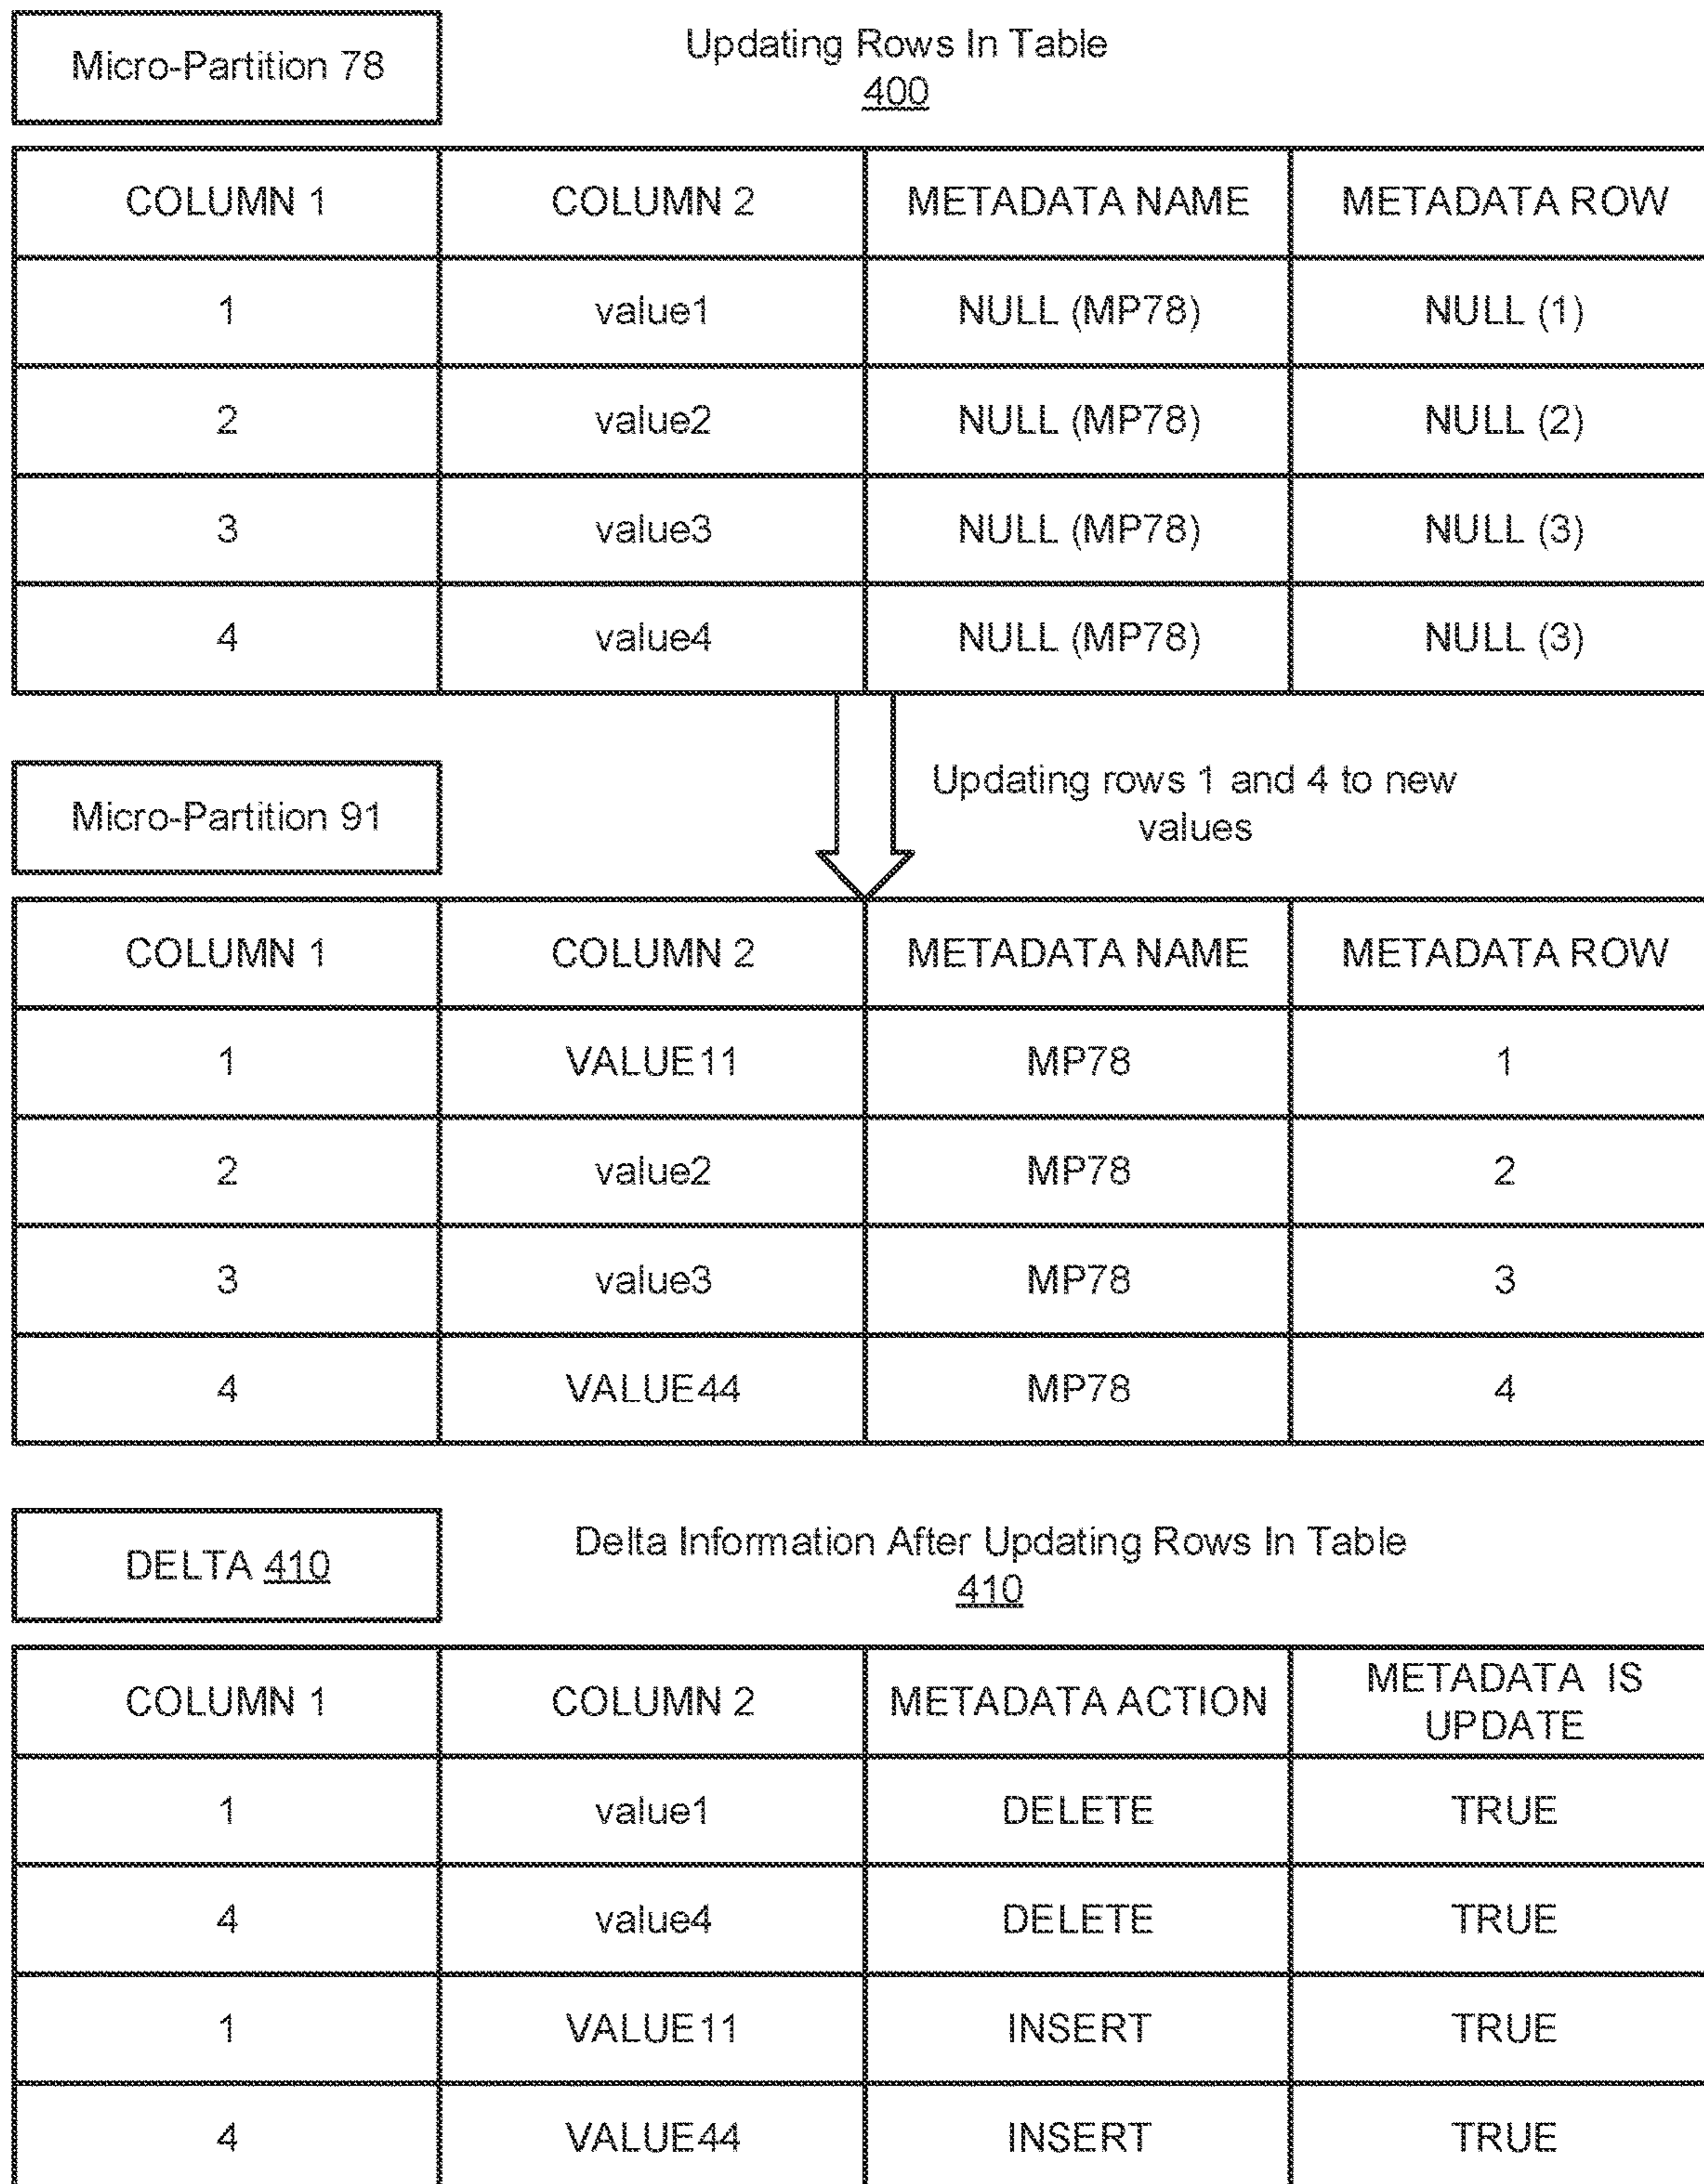 Micro-Partition 78
Updating Rows In Table
400
COLUMN 1 COLUMN 2 METADATA NAME METADATA ROW
1 value1 NULL (MP78) NULL (1)
2 value2 NULL (MP78) NULL (2)
3 value3 NULL (MP78) NULL (3)
4 value4 NULL (MP78) NULL (3)
Updating rows 1 and 4 to new
values
Micro-Partition 91
COLUMN 1 COLUMN 2 METADATA NAME METADATA ROW
1 VALUE11 MP78 1
2 value2 MP78 2
3 value3 MP78 3
4 VALUE44 MP78 4
DELTA 410
Delta Information After Updating Rows In Table
410
COLUMN 1 COLUMN 2 METADATA ACTION METADATA IS
UPDATE
1 value1 DELETE TRUE
4 value4 DELETE TRUE
1 VALUE11 INSERT TRUE
4 VALUE44 INSERT TRUE